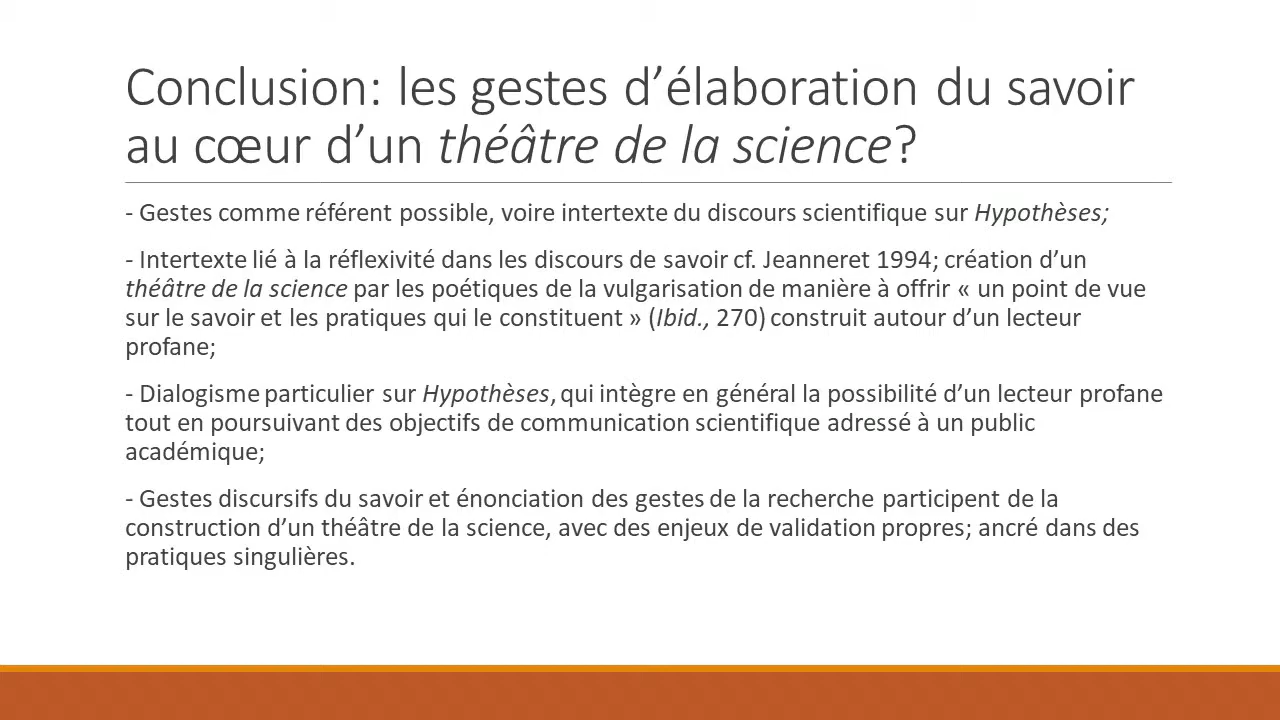 Conclusion: les gestes d’élaboration du savoir
au cœur d’un théâtre de la science?
- Gestes comme référent possible, voire intertexte du discours scientifique sur Hypothèses;
- Intertexte lié à la réflexivité dans les discours de savoir cf. Jeanneret 1994; création d’un
théâtre de la science par les poétiques de la vulgarisation de manière à offrir « un point de vue
sur le savoir et les pratiques qui le constituent » (Ibid., 270) construit autour d’un lecteur
profane;
- Dialogisme particulier sur Hypothèses, qui intègre en général la possibilité d’un lecteur profane
tout en poursuivant des objectifs de communication scientifique adressé à un public
académique;
- Gestes discursifs du savoir et énonciation des gestes de la recherche participent de la
construction d’un théâtre de la science, avec des enjeux de validation propres; ancré dans des
pratiques singulières.